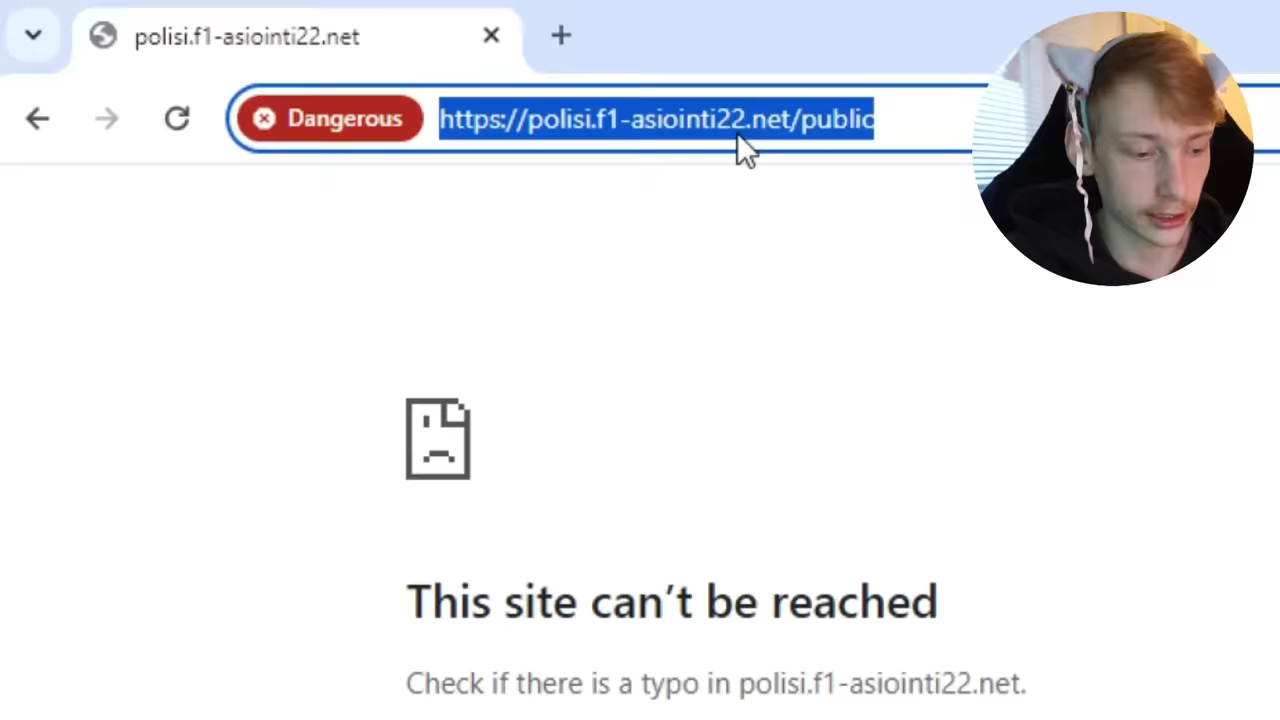 polisi.f1-asiointi22.net
Dangerous https://polisi.f1-asiointi22.net/public
This site can't be reached
Check if there is a typo in polisi.f1-asiointi22.net.